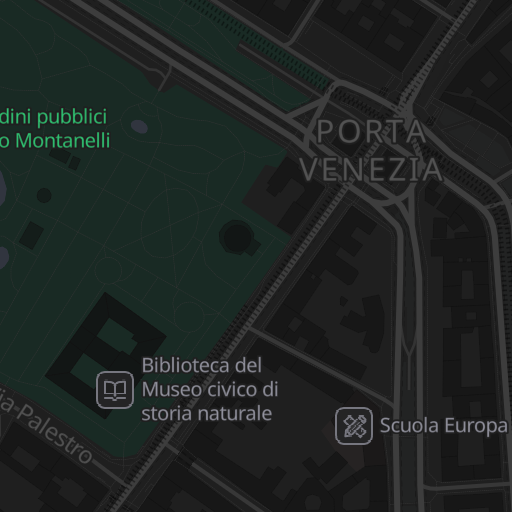 dini pubblici
o Montanelli
PORTA
VENEZIA
Biblioteca del
Museo civico di
storia naturale
Scuola Europa
ia Palestro